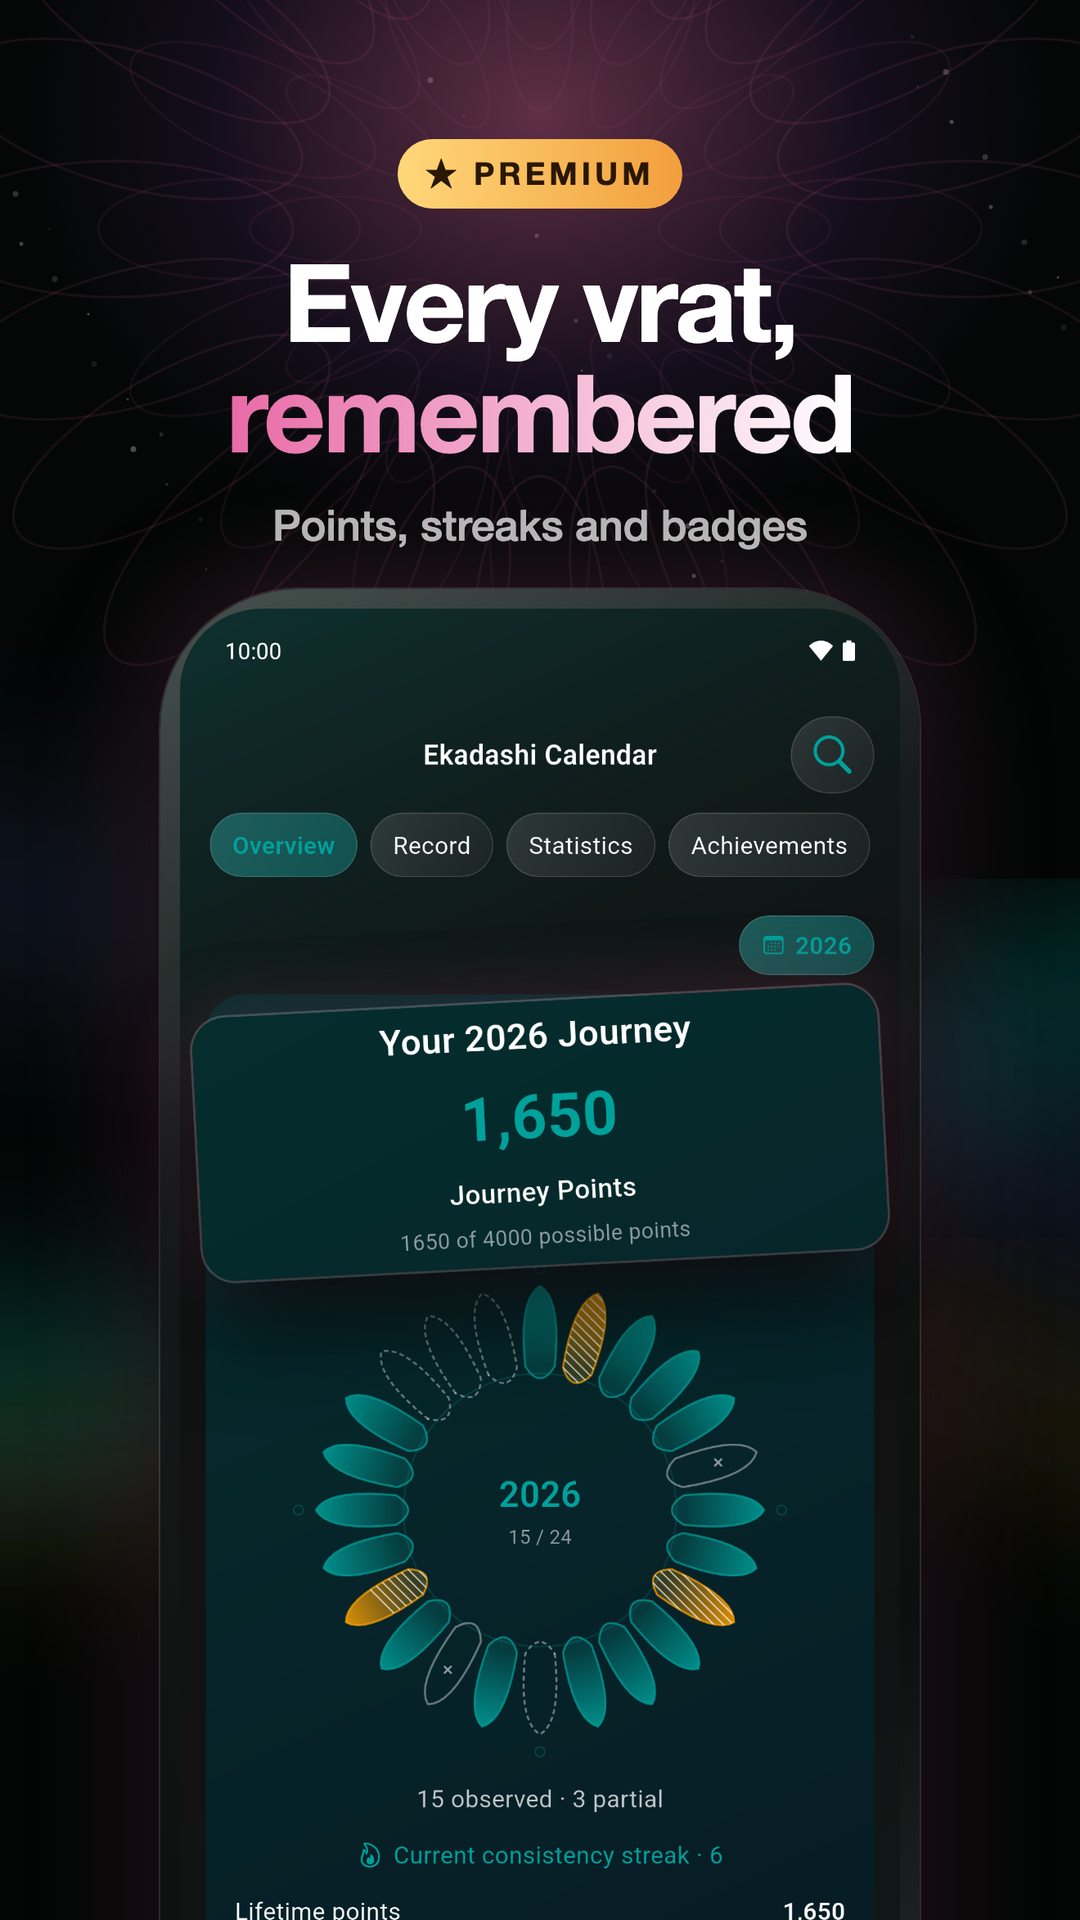 ★ PREMIUM
Every vrat,
remembered
Points, streaks and badges
10:00
Ekadashi Calendar
Overview
Record
Statistics
Achievements
2026
Your 2026 Journey
1,650
Journey Points
1650 of 4000 possible points
2026
15 / 24
15 observed · 3 partial
Current consistency streak · 6
Lifetime points 1,650